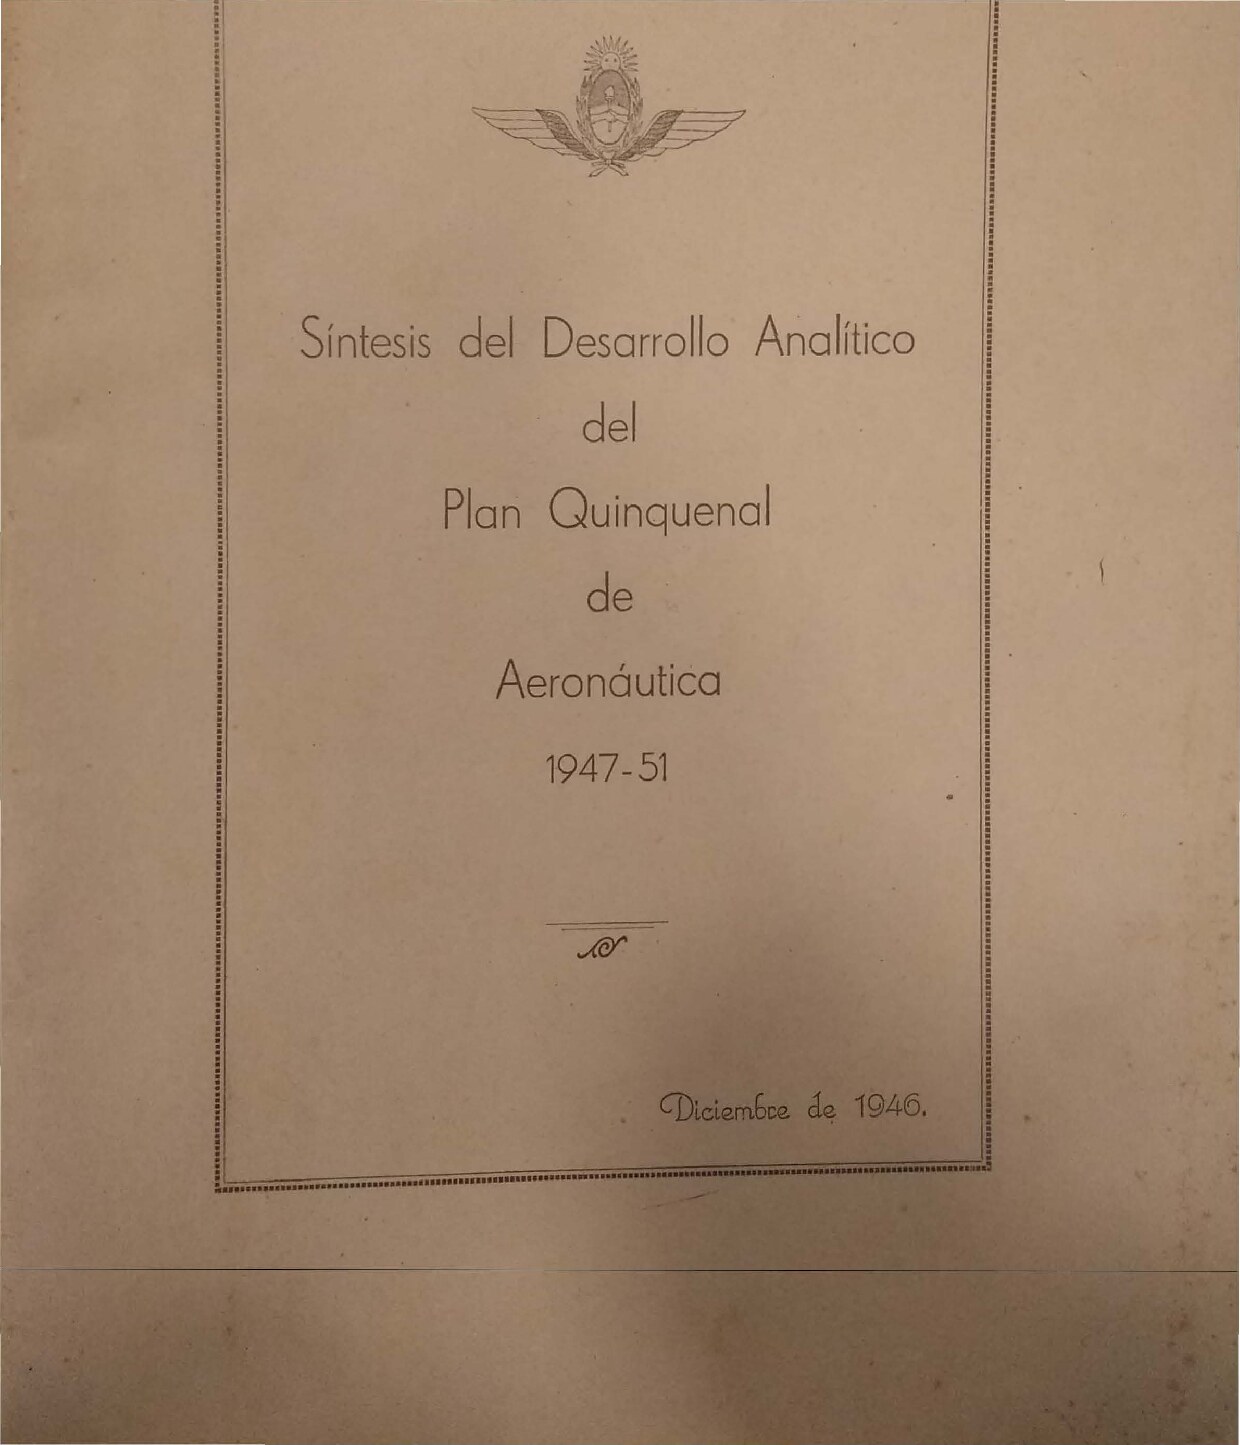 Síntesis del Desarrollo Analítico
del
Plan Quinquenal
de
Aeronáutica
1947-51
Diciembre de 1946.